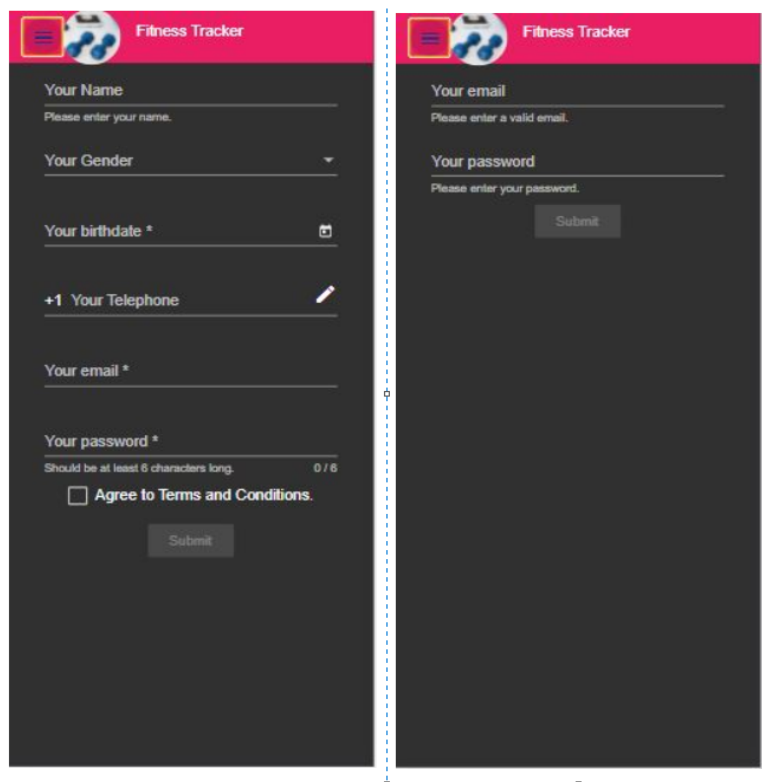 Fitness Tracker
Your Name
Please enter your name.
Your Gender
Your birthdate *
+1 Your Telephone
Your email *
Your password *
Should be at least 6 characters long. 0 / 6
Agree to Terms and Conditions.
Submit
Fitness Tracker
Your email
Please enter a valid email.
Your password
Please enter your password.
Submit